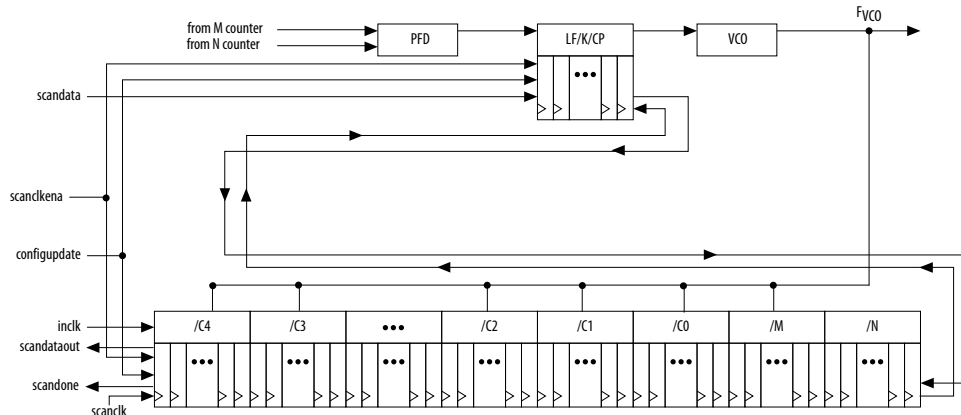 from M counter
from N counter
PFD
LF/K/CP
VCO
FVCO
scandata
scanclkena
configupdate
inclk
/C4
/C3
/C2
/C1
/C0
/M
/N
scandataout
scandone
scanclk